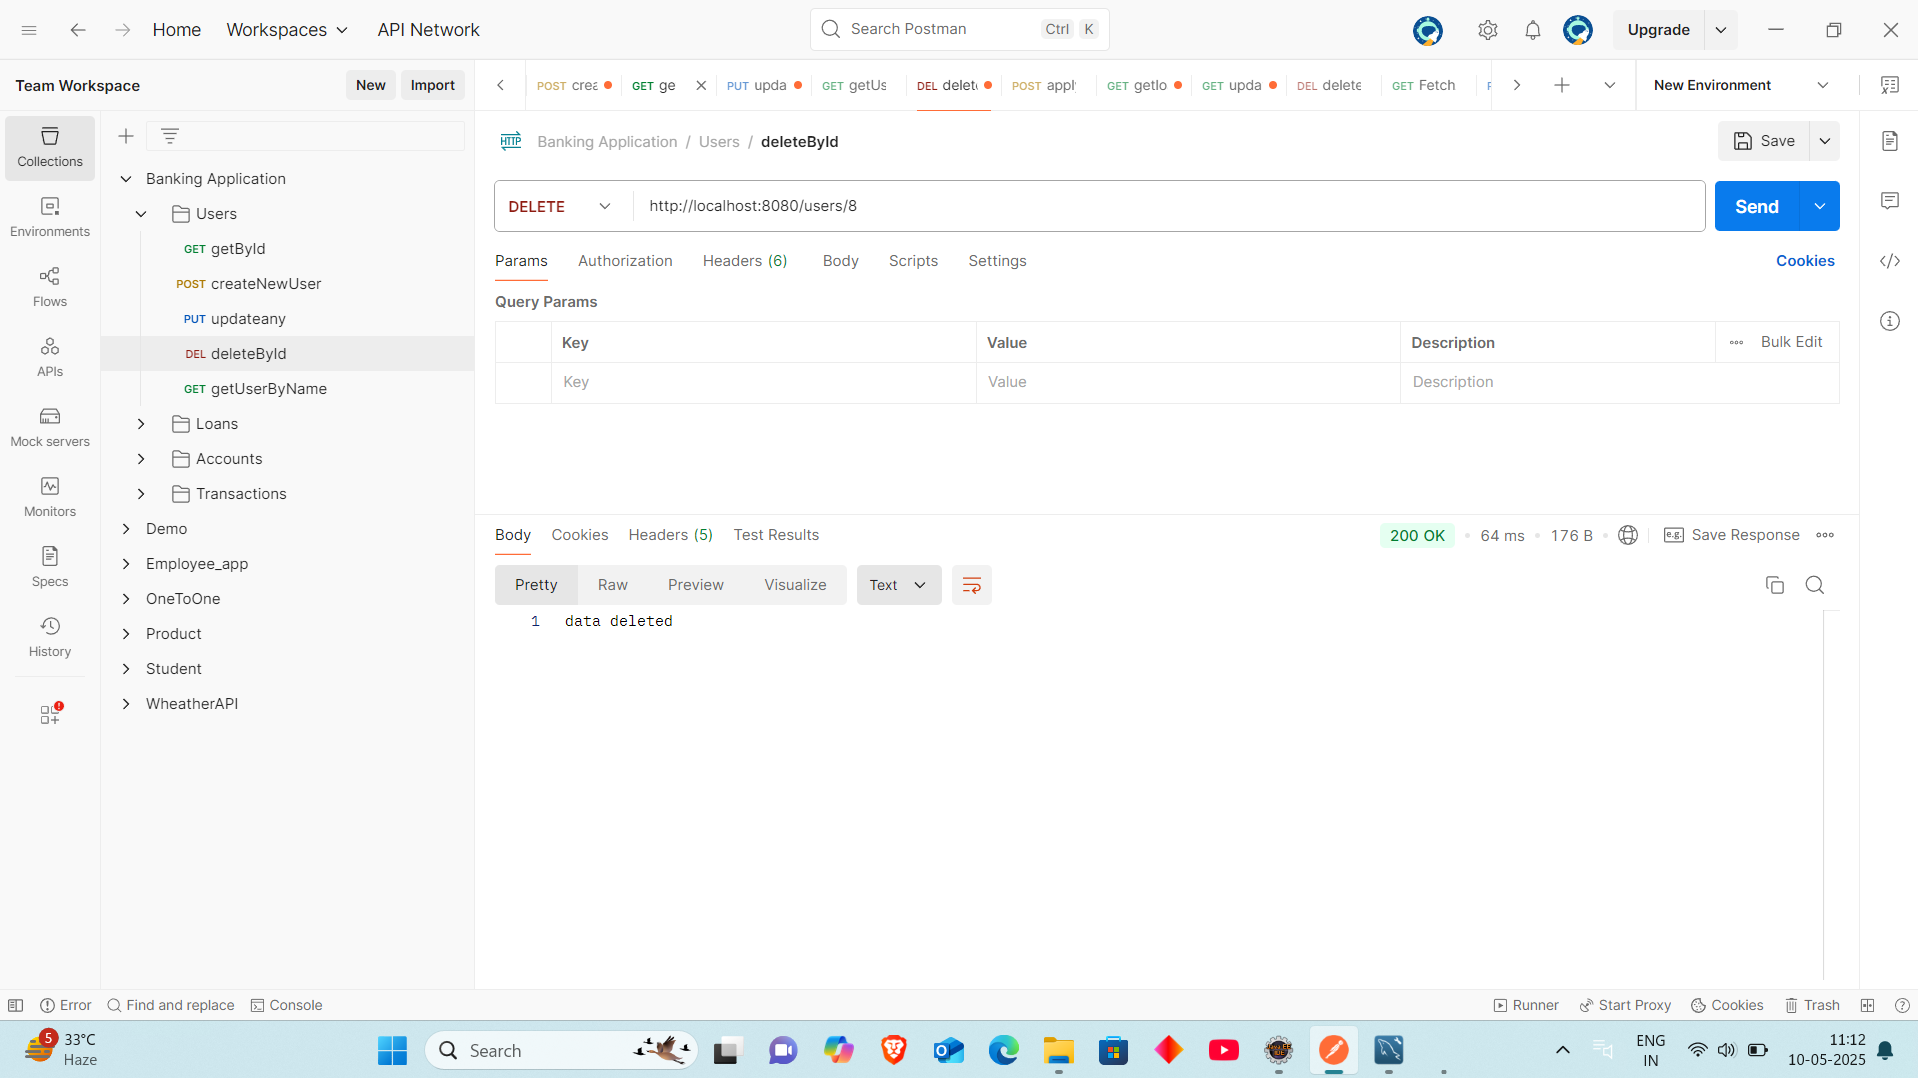 Home
Workspaces
API Network
Search Postman
Ctrl
K
Upgrade
Team Workspace
New
Import
POST crea
GET ge
PUT upda
GET getUs
DEL delete
POST apply
GET getlo
GET upda
DEL delete
GET Fetch
New Environment
Collections
Environments
Flows
APIs
Mock servers
Monitors
Specs
History
Banking Application
Users
GET getById
POST createNewUser
PUT updateany
DEL deleteById
GET getUserByName
Loans
Accounts
Transactions
Demo
Employee_app
OneToOne
Product
Student
WheatherAPI
HTTP Banking Application / Users / deleteById
Save
DELETE
http://localhost:8080/users/8
Send
Params
Authorization
Headers (6)
Body
Scripts
Settings
Cookies
Query Params
Key
Value
Description
Bulk Edit
Key
Value
Description
Body
Cookies
Headers (5)
Test Results
200 OK
64 ms
176 B
e.g. Save Response
Pretty
Raw
Preview
Visualize
Text
1 data deleted
Error
Find and replace
Console
Runner
Start Proxy
Cookies
Trash
5
33°C
Haze
Search
ENG
IN
11:12
10-05-2025